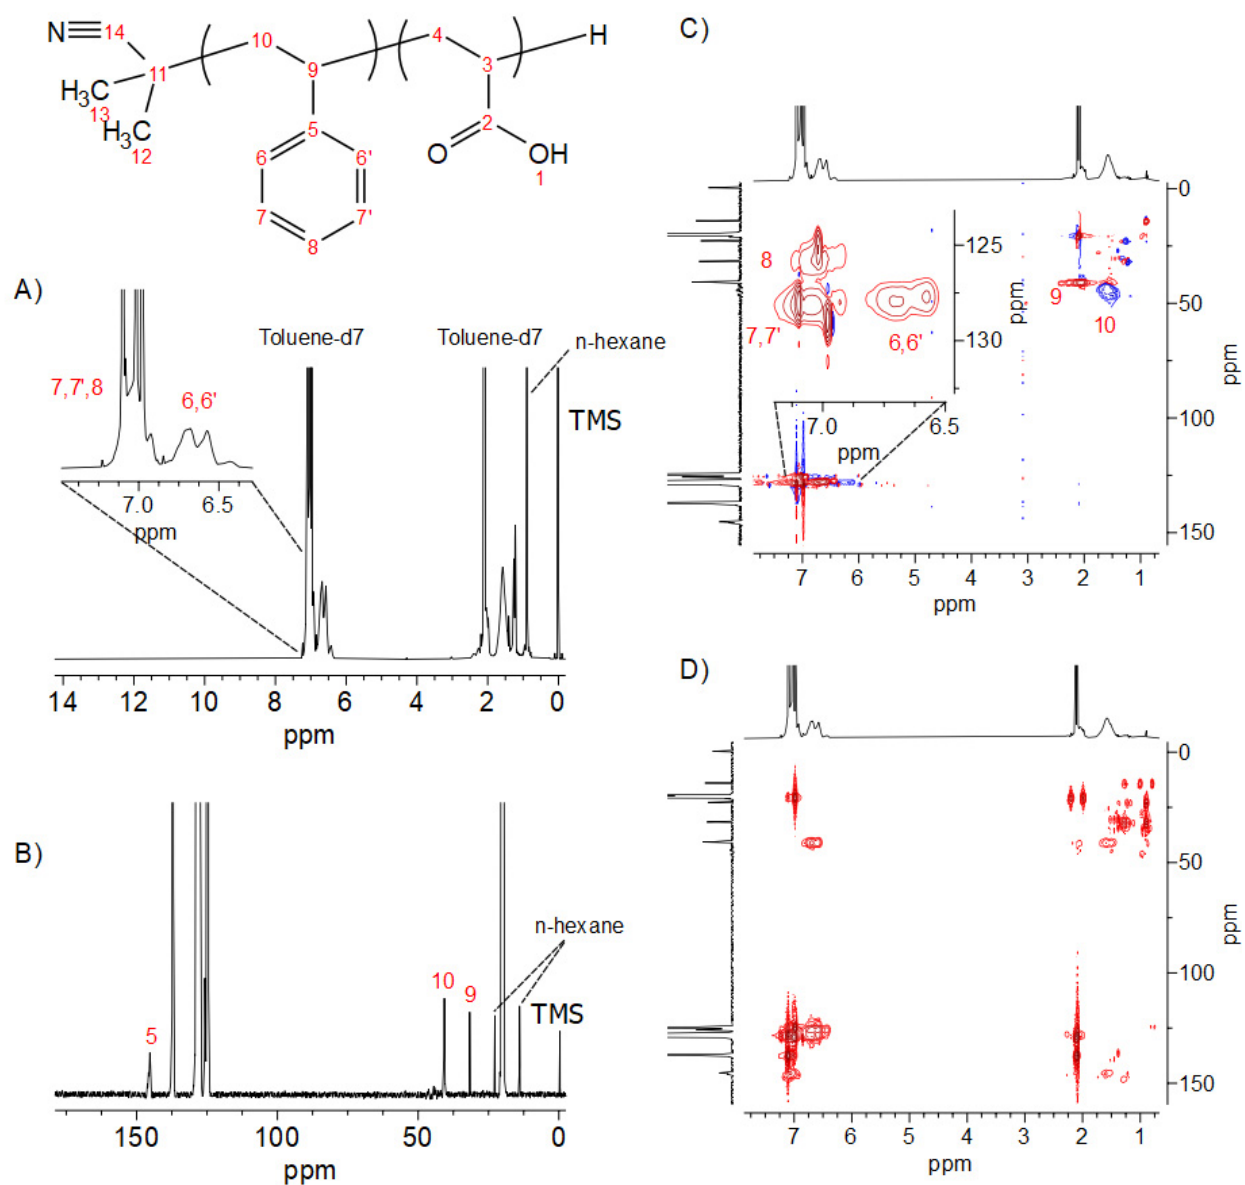 N
14
10
4
H
11
9
3
H₃C
13
H₃C
12
5
2
6
6'
O
OH
1
7
7'
8
A)
Toluene-d7
Toluene-d7
n-hexane
TMS
7,7',8
6,6'
7.0
6.5
ppm
14
12
10
8
6
4
2
0
ppm
B)
n-hexane
TMS
5
10
9
150
100
50
0
ppm
C)
8
7,7'
6,6'
125
130
ppm
7.0
6.5
ppm
9
10
0
50
100
150
ppm
7
6
5
4
3
2
1
ppm
D)
0
50
100
150
ppm
7
6
5
4
3
2
1
ppm